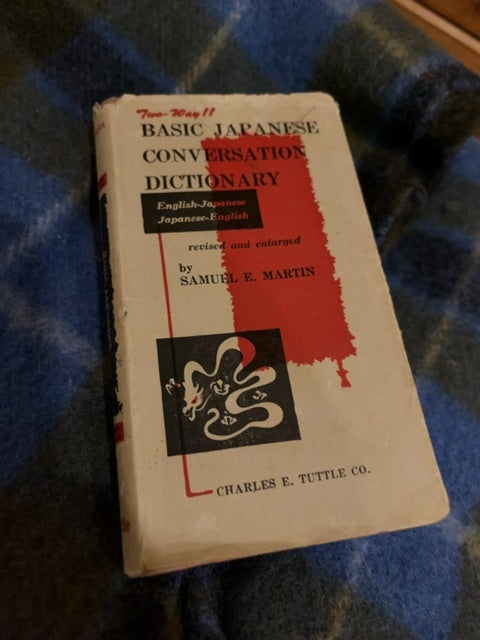 Two-Way!!
BASIC JAPANESE
CONVERSATION
DICTIONARY
English-Japanese
Japanese-English
revised and enlarged
by
SAMUEL E. MARTIN
CHARLES E. TUTTLE CO.